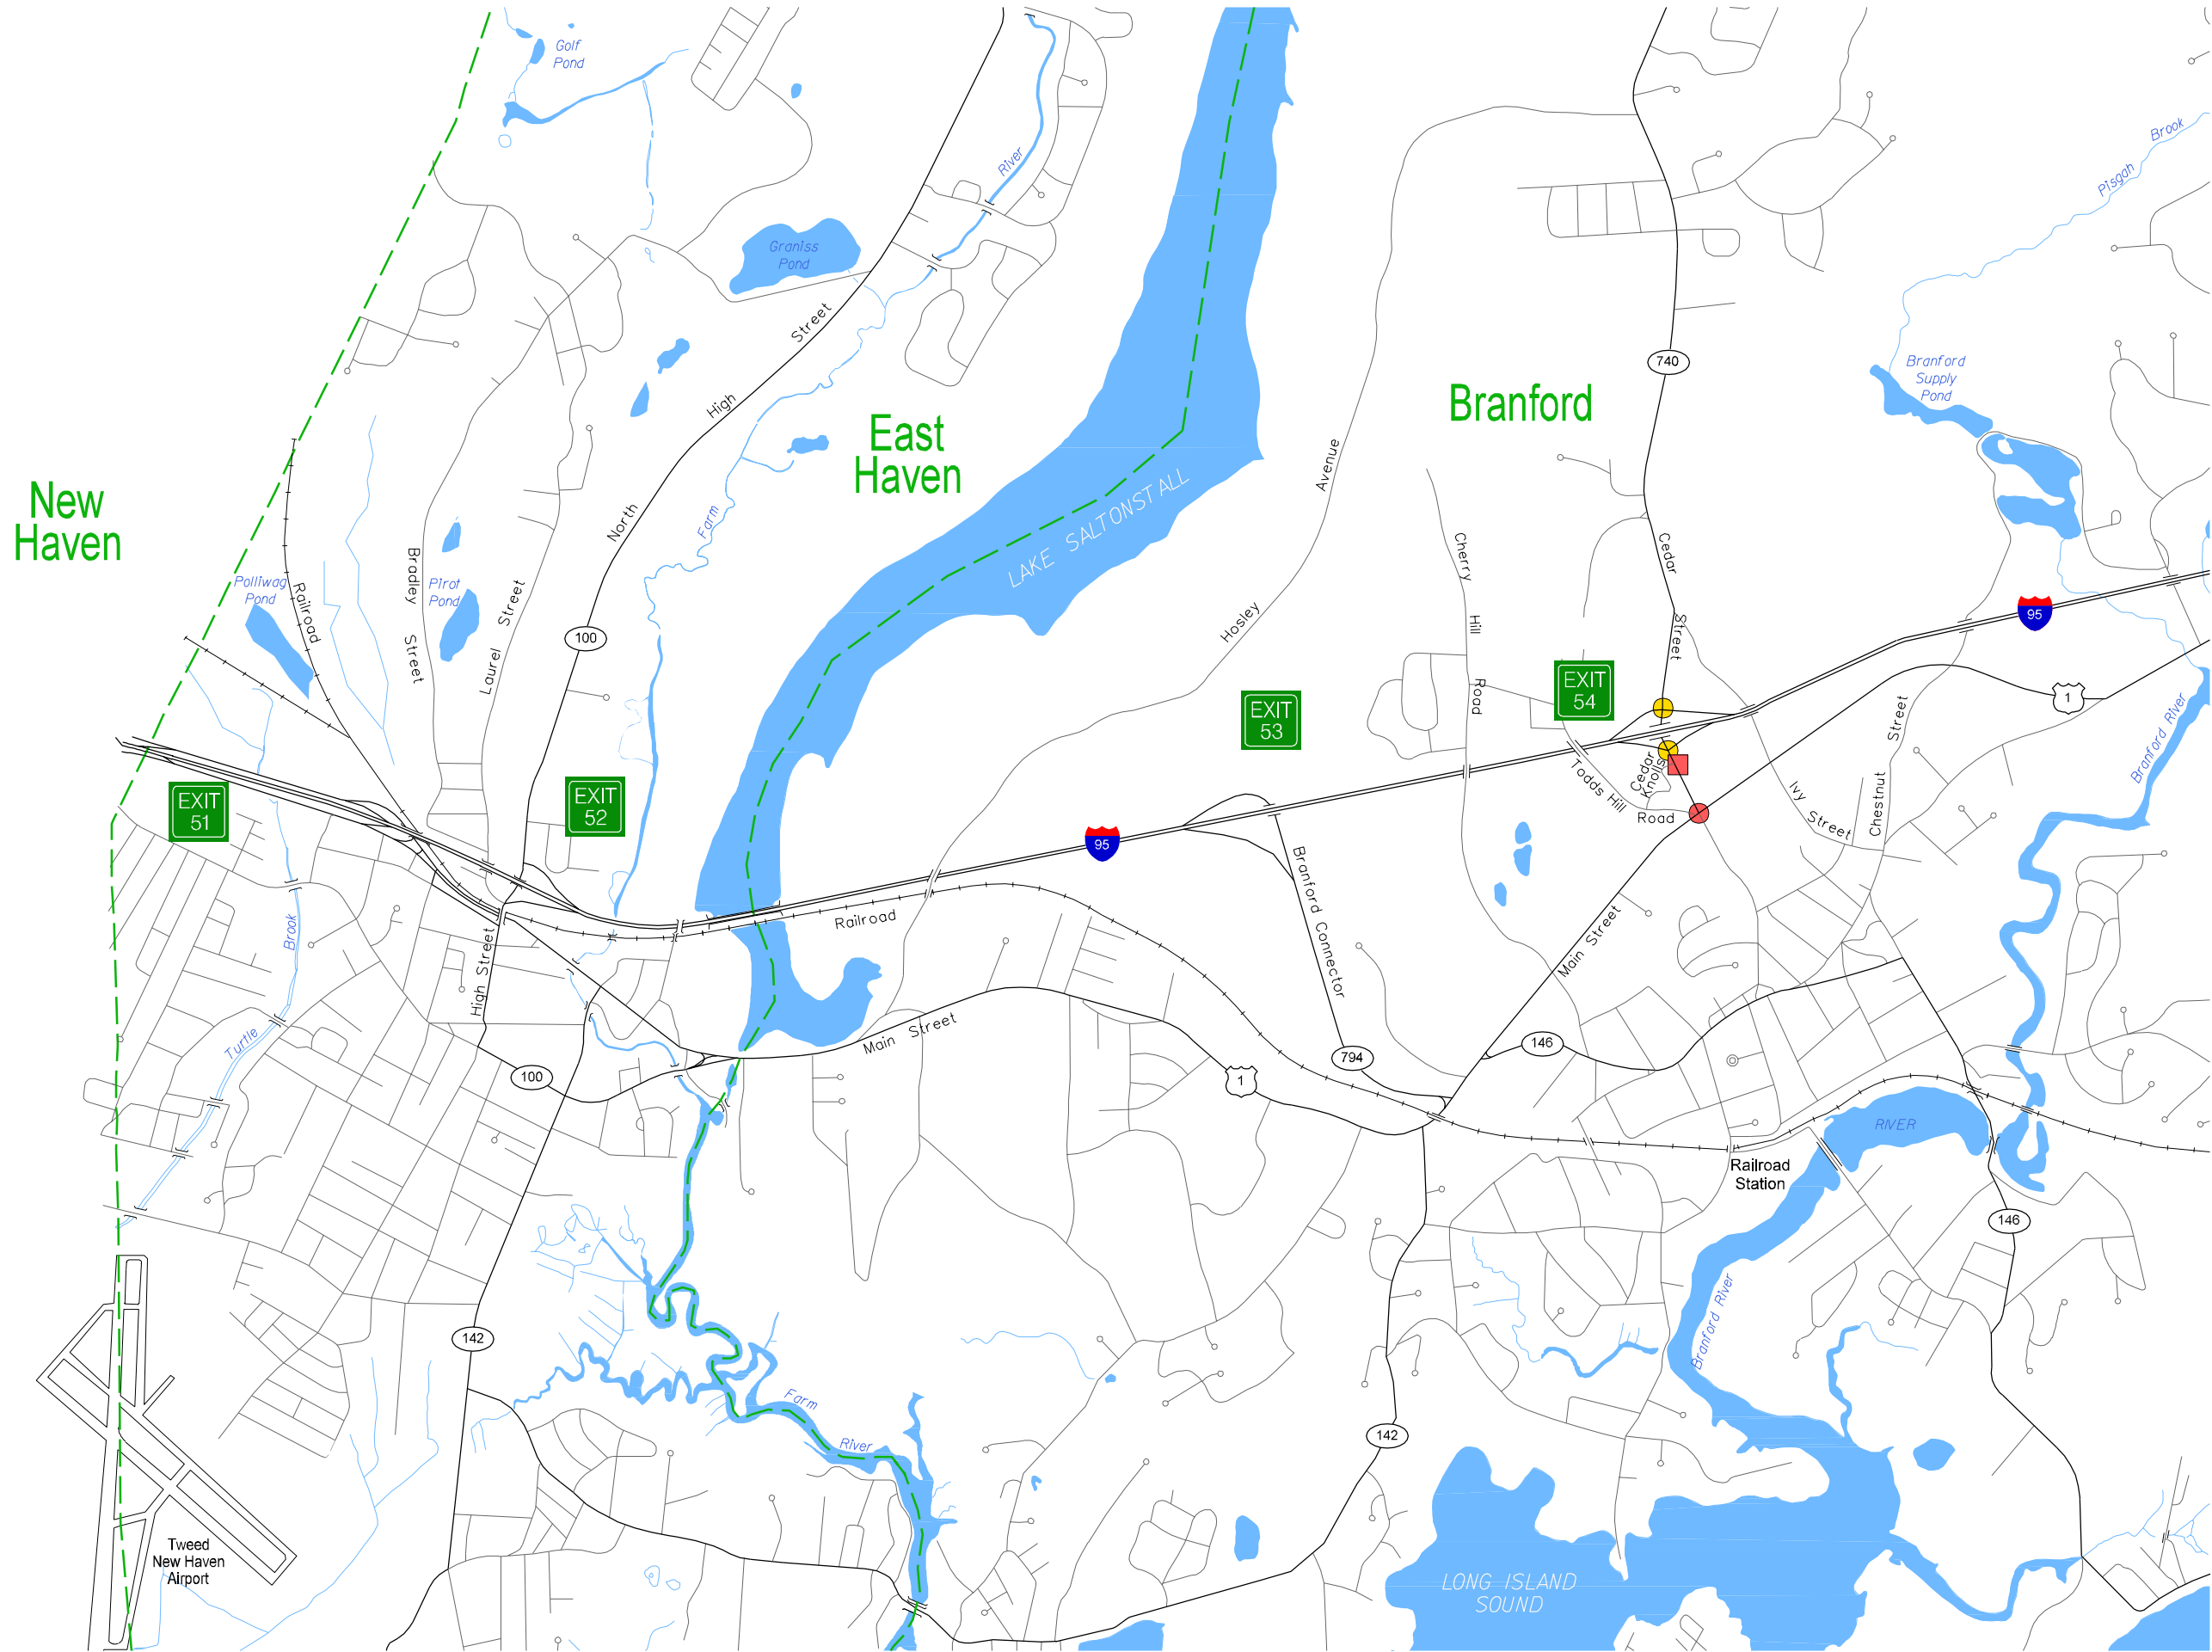 Golf
Pond
River
Pisgah
Brook
Graniss
Pond
Street
High
North
740
Branford
Supply
Pond
Branford
East
Haven
New
Haven
LAKE SALTONSTALL
Avenue
Hosley
Cherry
Hill
Road
Cedar
Street
Farm
Polliwag
Pond
Railroad
Bradley
Street
Pirot
Pond
Laurel
Street
100
95
EXIT
54
EXIT
53
1
Branford River
EXIT
51
EXIT
52
95
Cedar
Knolls
Todds Hill
Road
Ivy
Street
Chestnut
Street
Railroad
Branford Connector
Main Street
Brook
Turtle
High Street
Main Street
100
1
794
146
RIVER
Railroad
Station
146
142
Branford River
Farm
River
142
Tweed
New Haven
Airport
LONG ISLAND
SOUND